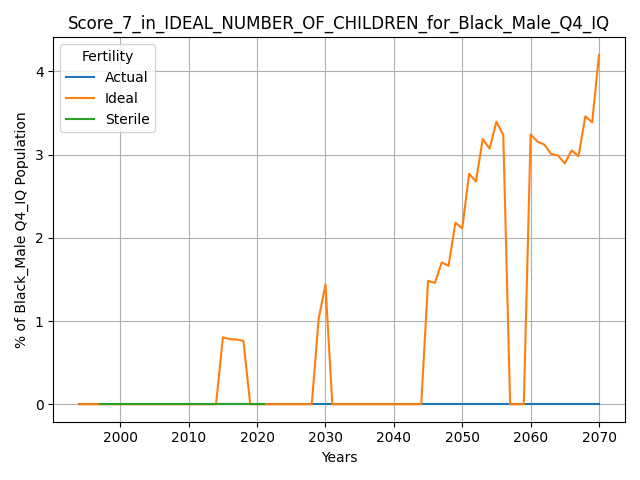 Score_7_in_IDEAL_NUMBER_OF_CHILDREN_for_Black_Male_Q4_IQ
Fertility
Actual
Ideal
Sterile
% of Black_Male Q4_IQ Population
4
3
2
1
0
2000 2010 2020 2030 2040 2050 2060 2070
Years